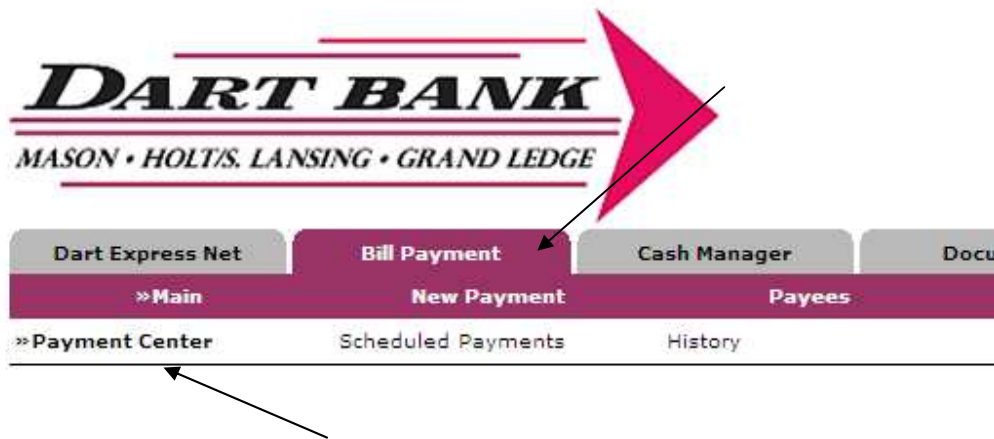 DART BANK
MASON • HOLT/S. LANSING • GRAND LEDGE
Dart Express Net Bill Payment Cash Manager Docu
»Main New Payment Payees
»Payment Center Scheduled Payments History